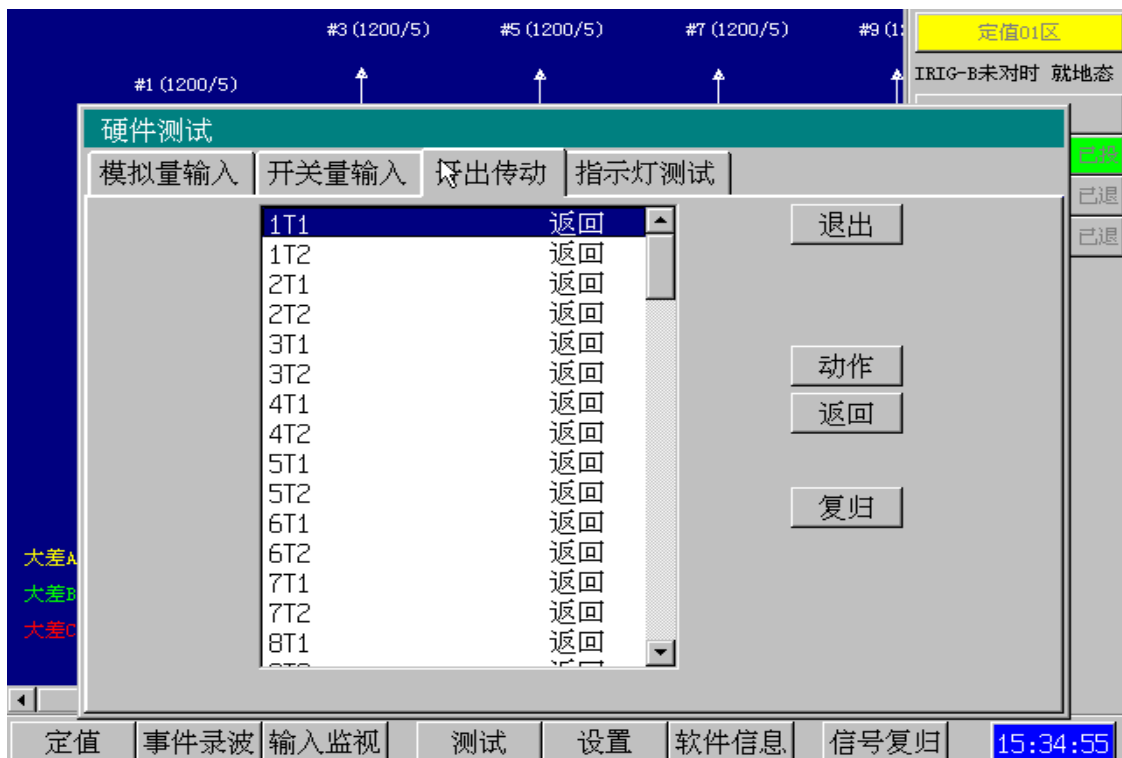 #3(1200/5) #5(1200/5) #7(1200/5) #9(1
定值01区
IRIG-B未对时 就地态
#1(1200/5)
硬件测试
模拟量输入 开关量输入 开出传动 指示灯测试
已投
已退
已退
1T1 返回
1T2 返回
2T1 返回
2T2 返回
3T1 返回
3T2 返回
4T1 返回
4T2 返回
5T1 返回
5T2 返回
6T1 返回
6T2 返回
7T1 返回
7T2 返回
8T1 返回
退出
动作
返回
复归
大差A
大差B
大差C
定值 事件录波 输入监视 测试 设置 软件信息 信号复归 15:34:55